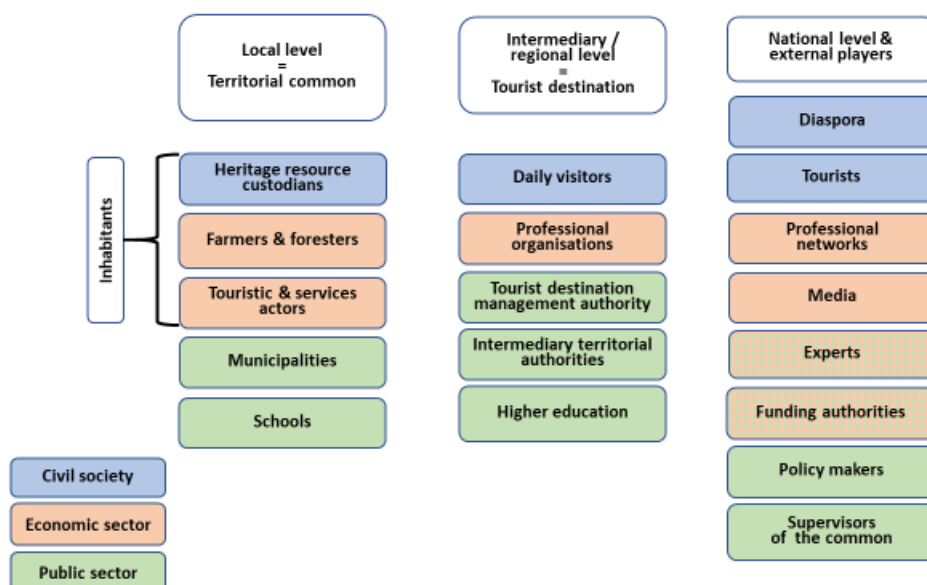 Local level
=
Territorial common
Intermediary /
regional level
=
Tourist destination
National level &
external players
Inhabitants
Heritage resource
custodians
Farmers & foresters
Touristic & services
actors
Municipalities
Schools
Daily visitors
Professional
organisations
Tourist destination
management authority
Intermediary territorial
authorities
Higher education
Diaspora
Tourists
Professional
networks
Media
Experts
Funding authorities
Policy makers
Supervisors
of the common
Civil society
Economic sector
Public sector